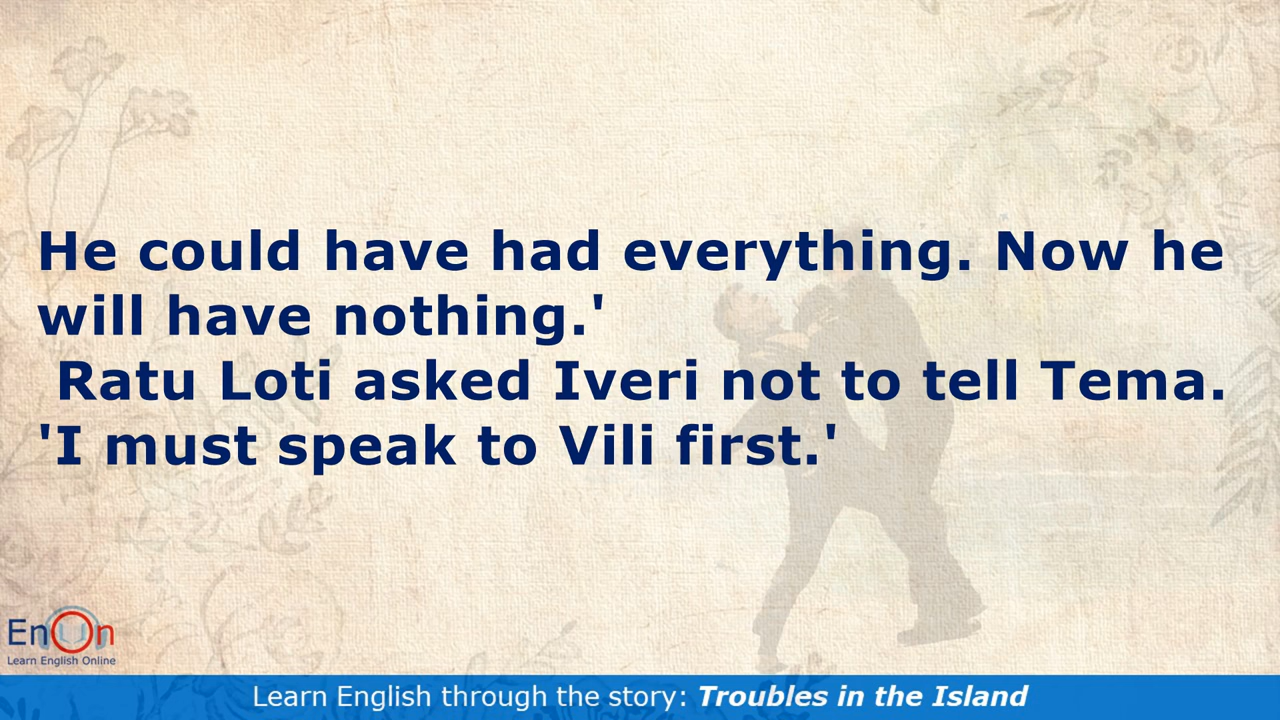 He could have had everything. Now he
will have nothing.'
Ratu Loti asked Iveri not to tell Tema.
'I must speak to Vili first.'
EnOn
Learn English Online
Learn English through the story: Troubles in the Island